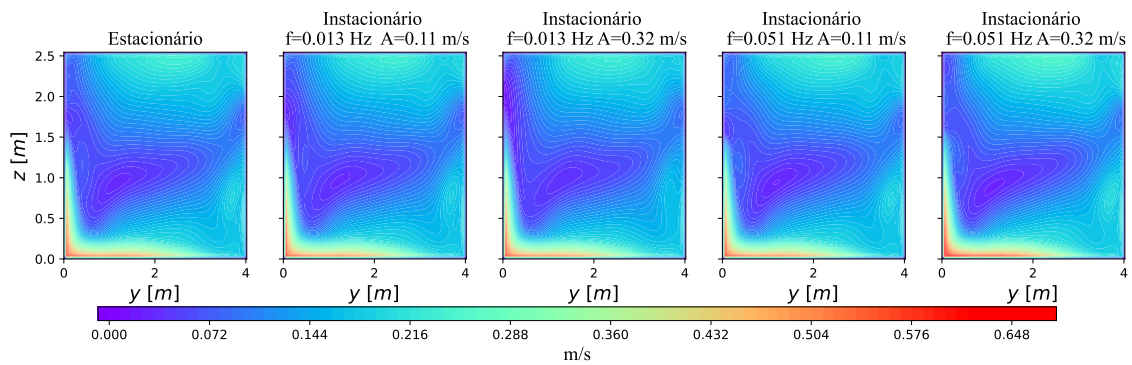 Estacionário
Instacionário
f=0.013 Hz  A=0.11 m/s
Instacionário
f=0.013 Hz A=0.32 m/s
Instacionário
f=0.051 Hz A=0.11 m/s
Instacionário
f=0.051 Hz A=0.32 m/s
z [m]
2.5
2.0
1.5
1.0
0.5
0.0
0 2 4
0 2 4
0 2 4
0 2 4
0 2 4
y [m]
y [m]
y [m]
y [m]
y [m]
0.000 0.072 0.144 0.216 0.288 0.360 0.432 0.504 0.576 0.648
m/s